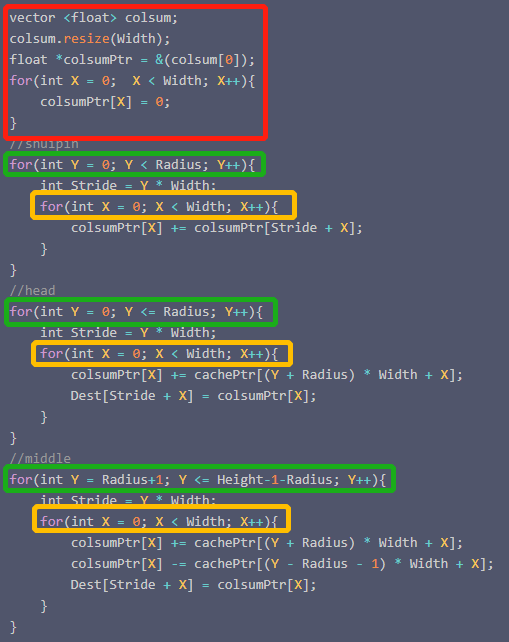 vector <float> colsum;
colsum.resize(Width);
float *colsumPtr = &(colsum[0]);
for(int X = 0;  X < Width; X++){
    colsumPtr[X] = 0;
}
//shuipin
for(int Y = 0; Y < Radius; Y++){
    int Stride = Y * Width;
    for(int X = 0; X < Width; X++){
        colsumPtr[X] += colsumPtr[Stride + X];
    }
}
//head
for(int Y = 0; Y <= Radius; Y++){
    int Stride = Y * Width;
    for(int X = 0; X < Width; X++){
        colsumPtr[X] += cachePtr[(Y + Radius) * Width + X];
        Dest[Stride + X] = colsumPtr[X];
    }
}
//middle
for(int Y = Radius+1; Y <= Height-1-Radius; Y++){
    int Stride = Y * Width;
    for(int X = 0; X < Width; X++){
        colsumPtr[X] += cachePtr[(Y + Radius) * Width + X];
        colsumPtr[X] -= cachePtr[(Y - Radius - 1) * Width + X];
        Dest[Stride + X] = colsumPtr[X];
    }
}